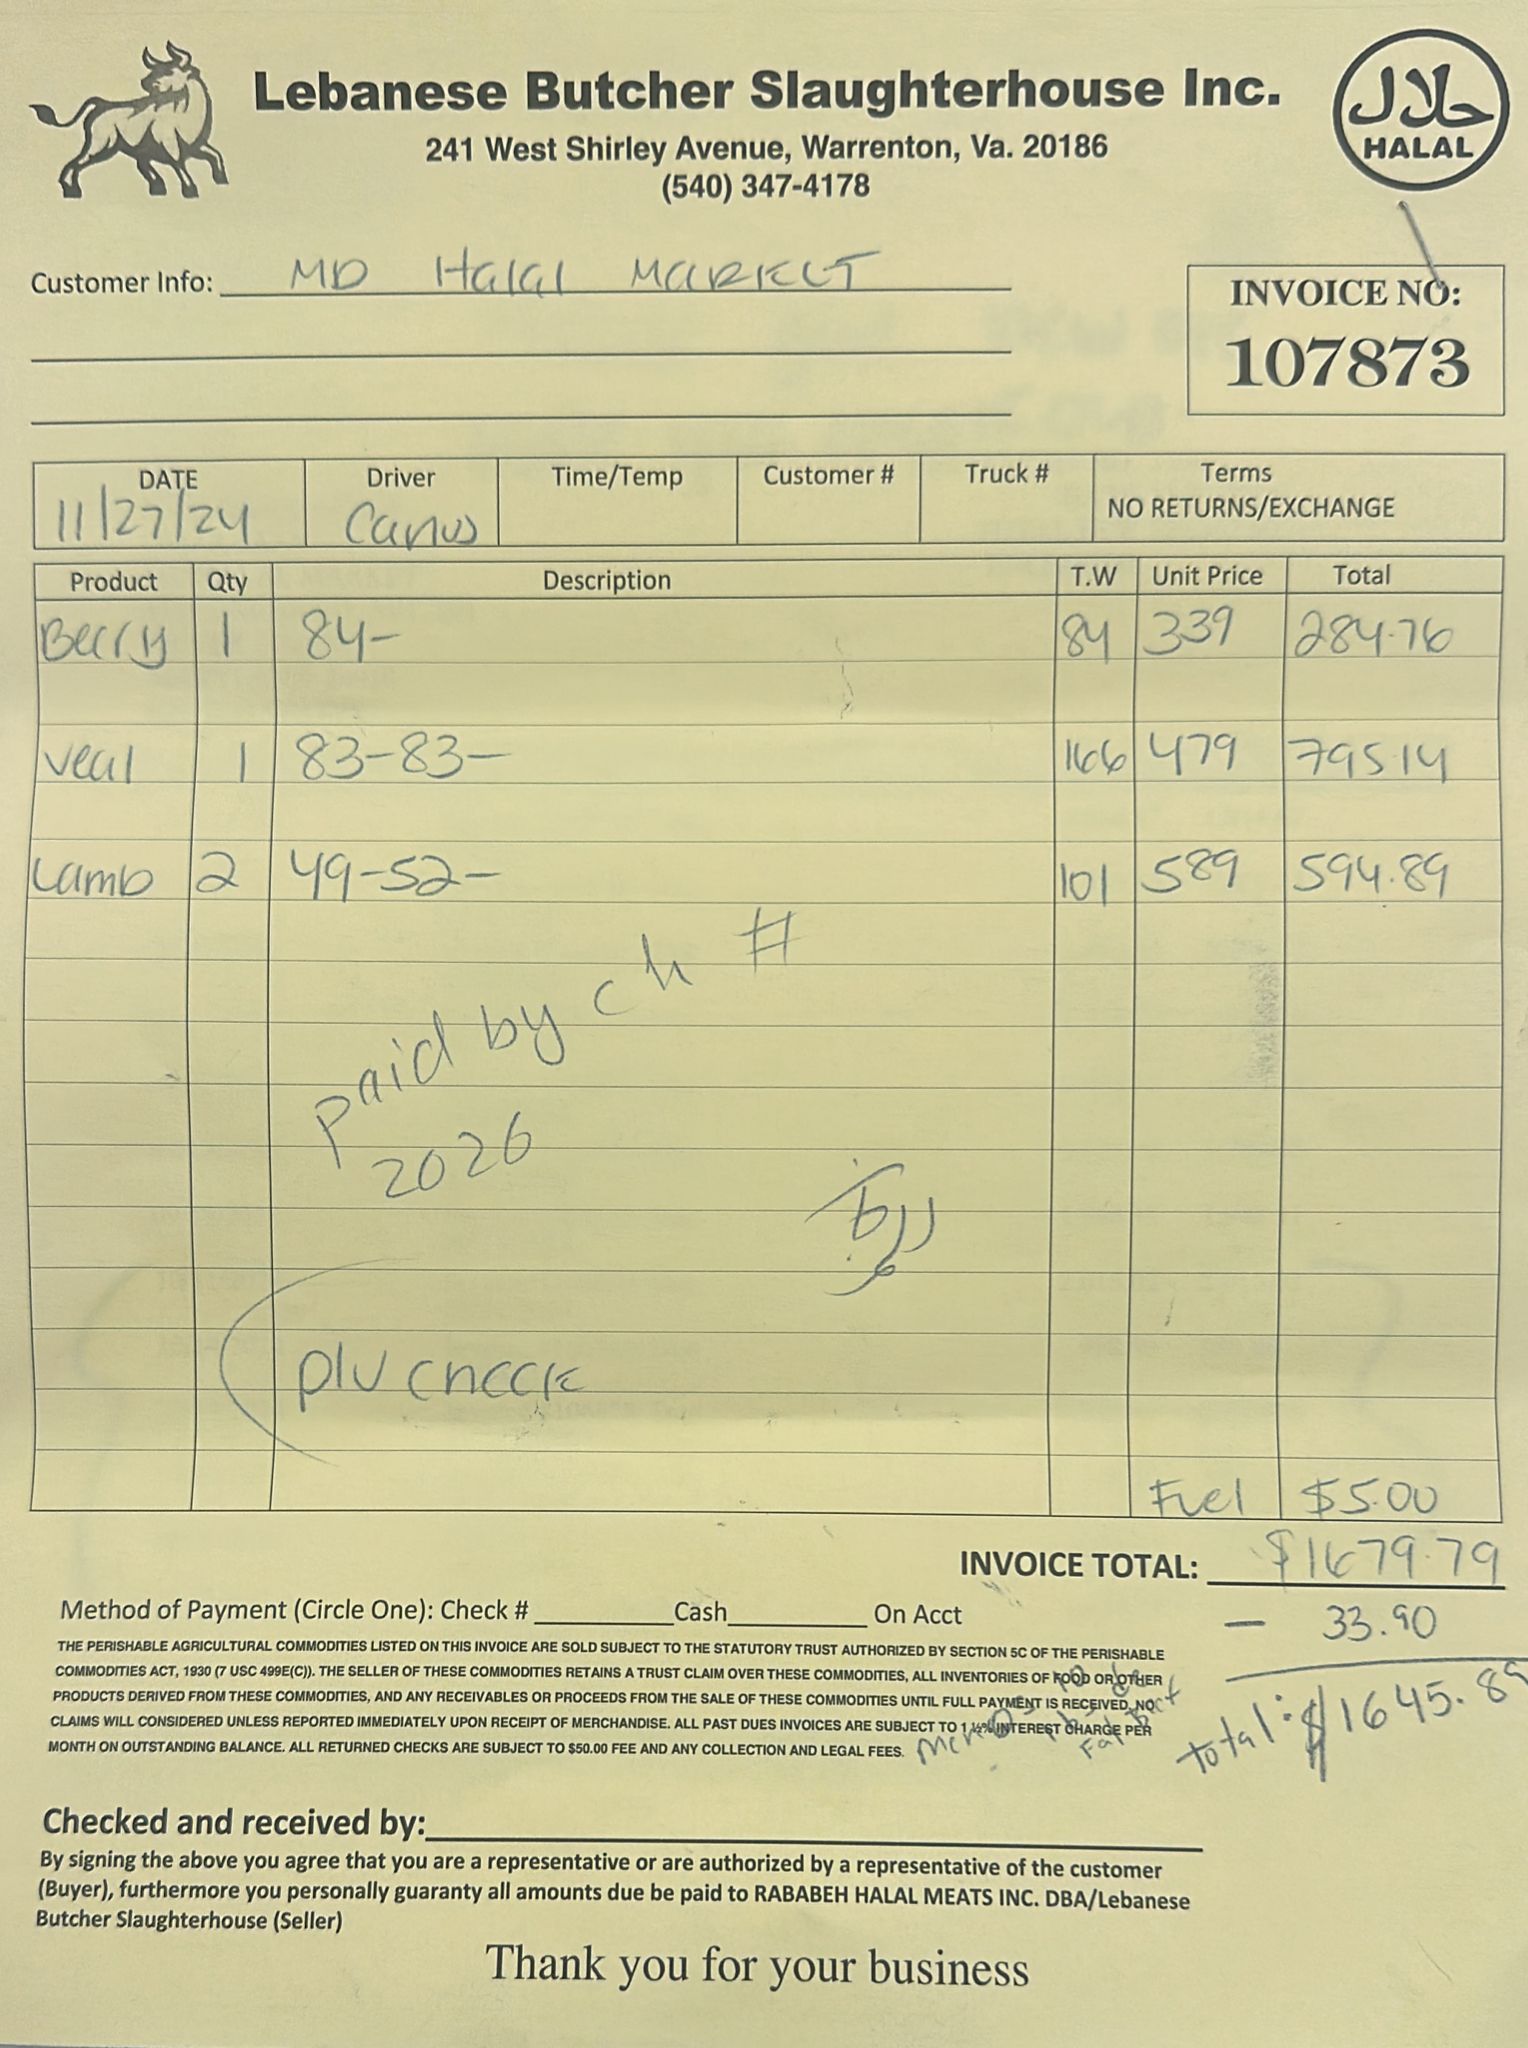 Lebanese Butcher Slaughterhouse Inc.
241 West Shirley Avenue, Warrenton, Va. 20186
(540) 347-4178
حلال
HALAL
Customer Info: MD Halal MARKET
INVOICE NO:
107873
DATE Driver Time/Temp Customer # Truck # Terms
11/27/24 NO RETURNS/EXCHANGE
Product Qty Description T.W Unit Price Total
Berry 1 84- 84 339 284.76
veal 1 83-83- 166 479 795.14
Lamb 2 49-52- 101 589 594.89
paid by ch #
2026
PIU CHECK
Fuel $5.00
INVOICE TOTAL: $1679.79
Method of Payment (Circle One): Check # Cash On Acct
- 33.90
THE PERISHABLE AGRICULTURAL COMMODITIES LISTED ON THIS INVOICE ARE SOLD SUBJECT TO THE STATUTORY TRUST AUTHORIZED BY SECTION 5C OF THE PERISHABLE
COMMODITIES ACT, 1930 (7 USC 499E(C)). THE SELLER OF THESE COMMODITIES RETAINS A TRUST CLAIM OVER THESE COMMODITIES, ALL INVENTORIES OF FOOD OR OTHER
PRODUCTS DERIVED FROM THESE COMMODITIES, AND ANY RECEIVABLES OR PROCEEDS FROM THE SALE OF THESE COMMODITIES UNTIL FULL PAYMENT IS RECEIVED. NO
CLAIMS WILL CONSIDERED UNLESS REPORTED IMMEDIATELY UPON RECEIPT OF MERCHANDISE. ALL PAST DUES INVOICES ARE SUBJECT TO 1 ½% INTEREST CHARGE PER
MONTH ON OUTSTANDING BALANCE. ALL RETURNED CHECKS ARE SUBJECT TO $50.00 FEE AND ANY COLLECTION AND LEGAL FEES.
total: $1645.89
Checked and received by:
By signing the above you agree that you are a representative or are authorized by a representative of the customer
(Buyer), furthermore you personally guaranty all amounts due be paid to RABABEH HALAL MEATS INC. DBA/Lebanese
Butcher Slaughterhouse (Seller)
Thank you for your business